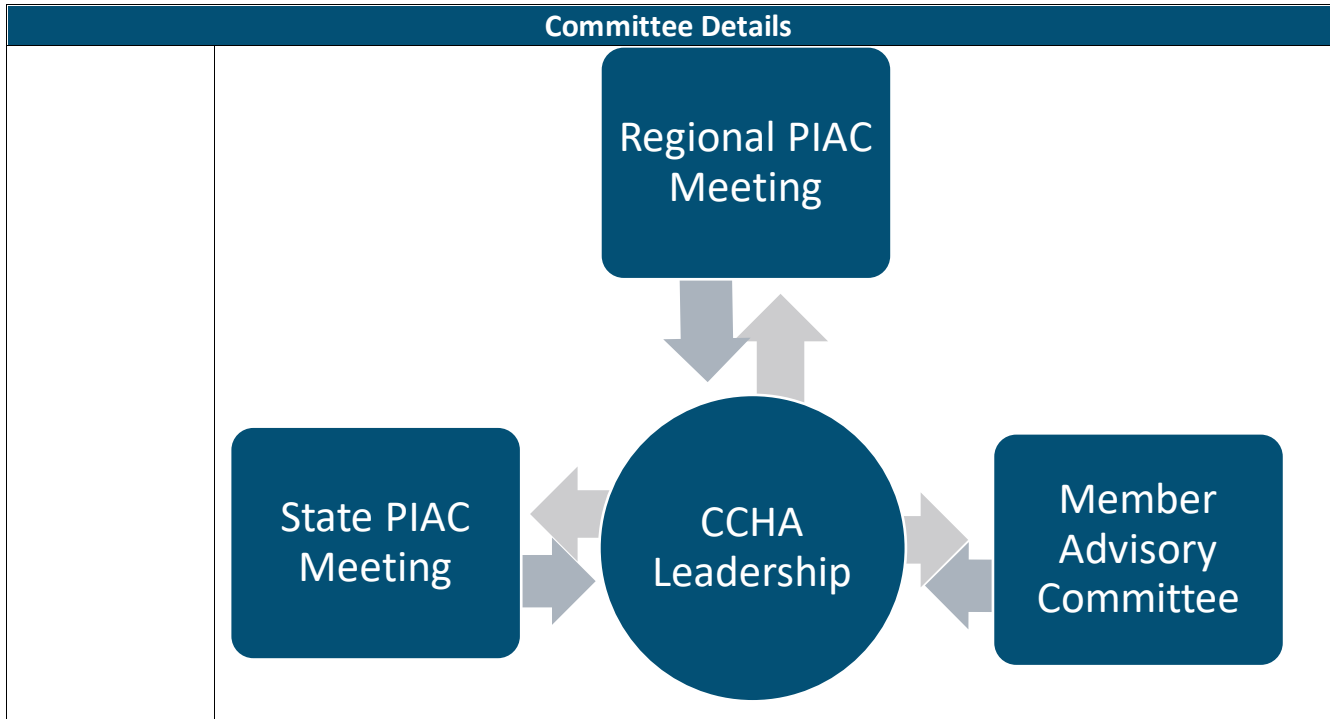 Committee Details
Regional PIAC
Meeting
State PIAC
Meeting
CCHA
Leadership
Member
Advisory
Committee